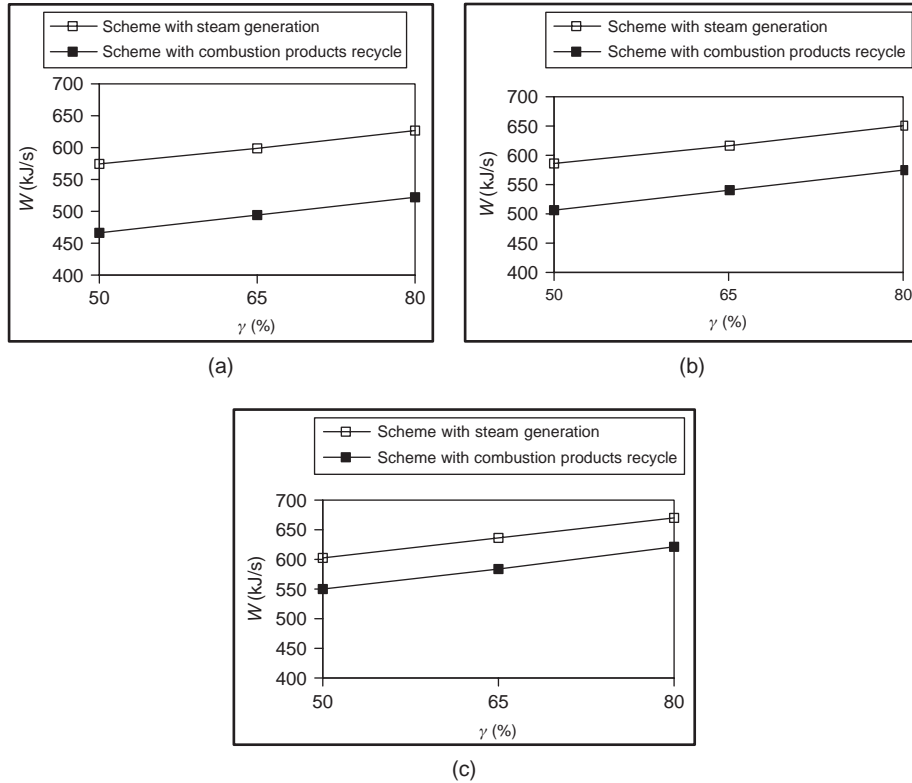 Scheme with steam generation
Scheme with combustion products recycle
700
650
600
550
500
450
400
W (kJ/s)
50
65
80
γ (%)
(a)
Scheme with steam generation
Scheme with combustion products recycle
700
650
600
550
500
450
400
W (kJ/s)
50
65
80
γ (%)
(b)
Scheme with steam generation
Scheme with combustion products recycle
700
650
600
550
500
450
400
W (kJ/s)
50
65
80
γ (%)
(c)